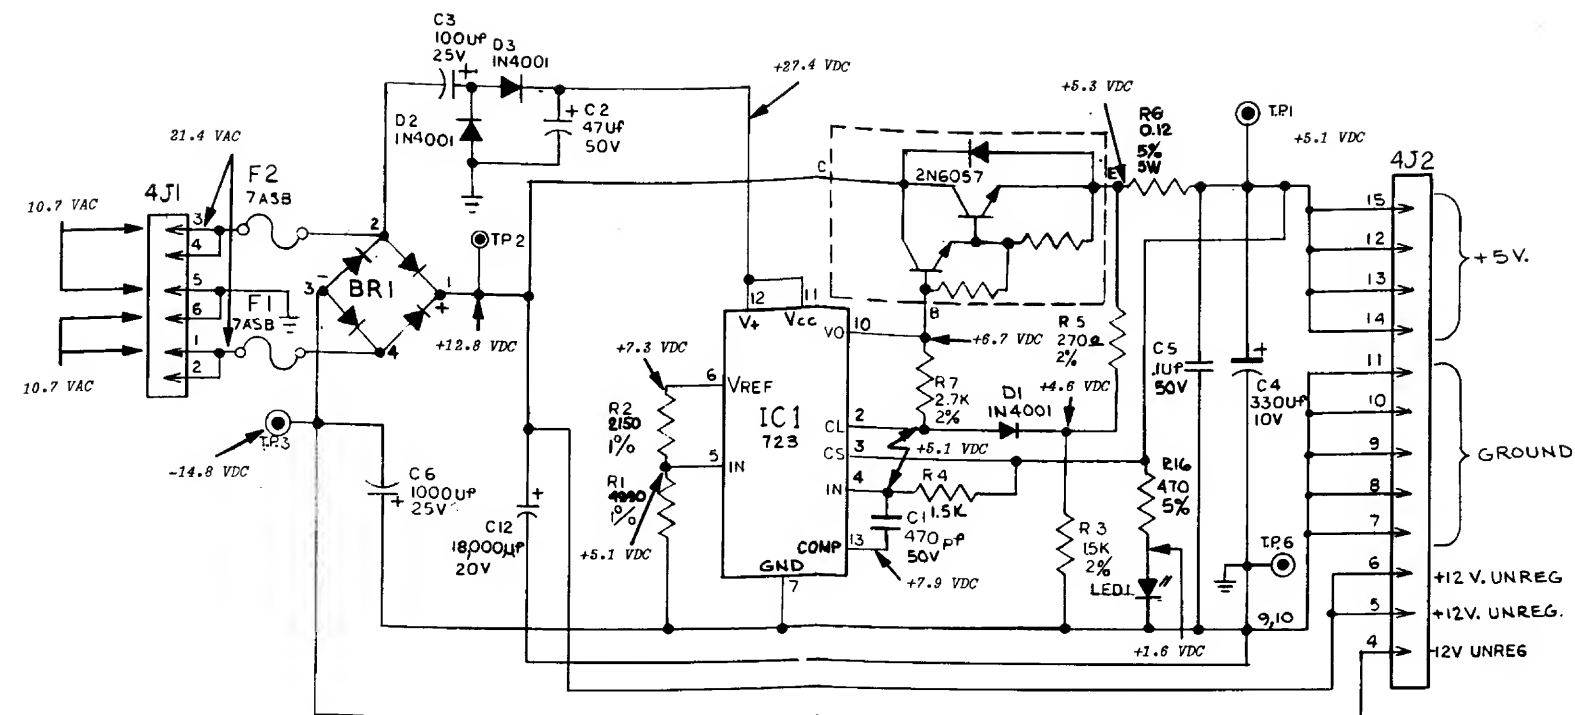 C3
100UF
25V
+
D3
1N4001
+27.4 VDC
+5.3 VDC
R6
0.12
5%
5W
T.P.1
+5.1 VDC
21.4 VAC
D2
1N4001
+
C2
47Uf
50V
4J1
F2
7ASB
10.7 VAC
C
2N6057
E
4J2
3
4
2
TP2
15
12
13
14
+5V.
5
6
F1
7ASB
3
-
BR1
1
+
4
12
11
V+
Vcc
B
1
2
10.7 VAC
+12.8 VDC
VO
10
+6.7 VDC
R5
270Ω
2%
C5
.1UF
50V
+
C4
330UF
10V
+7.3 VDC
6
VREF
R7
2.7K
2%
D1
1N4001
+4.6 VDC
11
10
9
8
7
GROUND
R2
2150
1%
IC1
723
CL
2
CS
3
+5.1 VDC
T.P.3
-14.8 VDC
5
IN
IN
4
R4
1.5K
R16
470
5%
C6
1000UF
25V
+
R1
4990
1%
+5.1 VDC
C12
18,000µF
20V
+
C1
470pf
50V
COMP
13
+7.9 VDC
R3
15K
2%
LED1
T.P.6
GND
7
6
+12 V. UNREG
9,10
5
+12V. UNREG.
+1.6 VDC
4
-12V UNREG